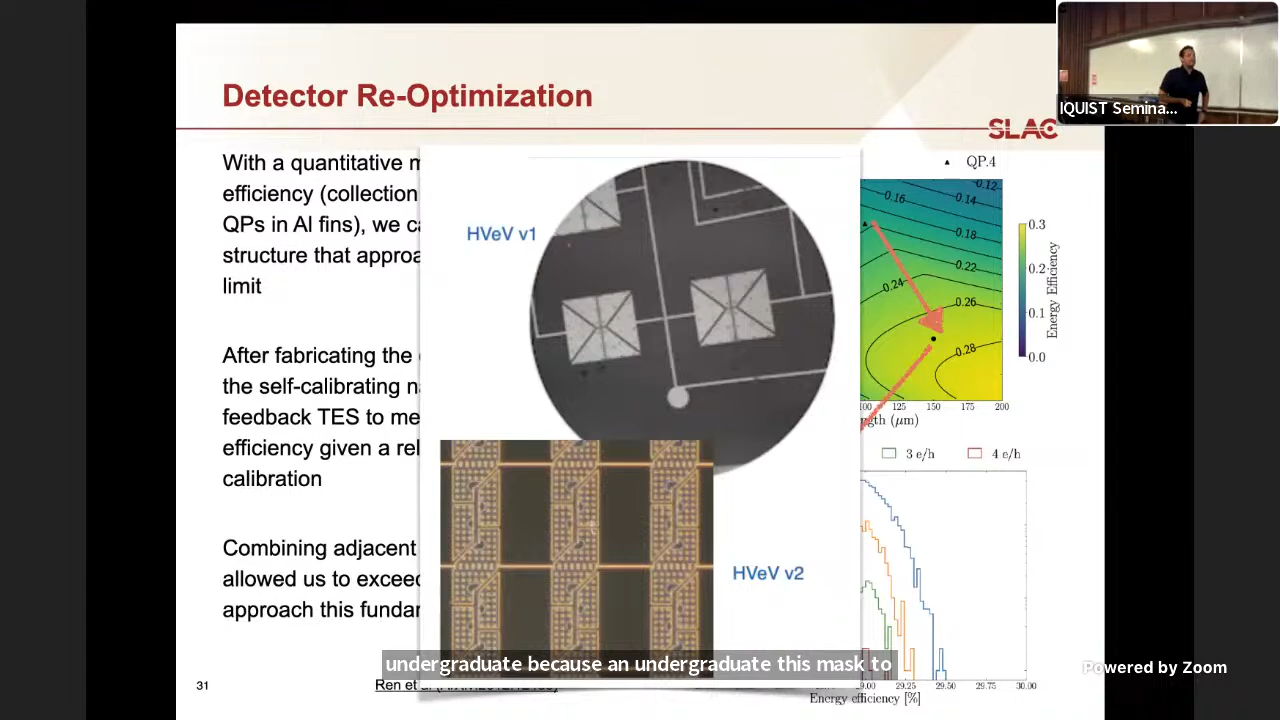 IQUIST Semina...
Detector Re-Optimization
SLAC
With a quantitative m
efficiency (collection
QPs in Al fins), we ca
structure that approa
limit
After fabricating the
the self-calibrating n
feedback TES to me
efficiency given a rel
calibration
Combining adjacent
allowed us to exceed
approach this fundar
HVeV v1
HVeV v2
QP.4
0.12
0.14
0.16
0.18
0.22
0.24
0.26
0.28
0.3
0.2
0.1
0.0
Energy Efficiency
100 125 150 175 200
ngth (μm)
3 e/h 4 e/h
29.00 29.25 29.50 29.75 30.00
Energy efficiency [%]
undergraduate because an undergraduate this mask to
31
Powered by Zoom